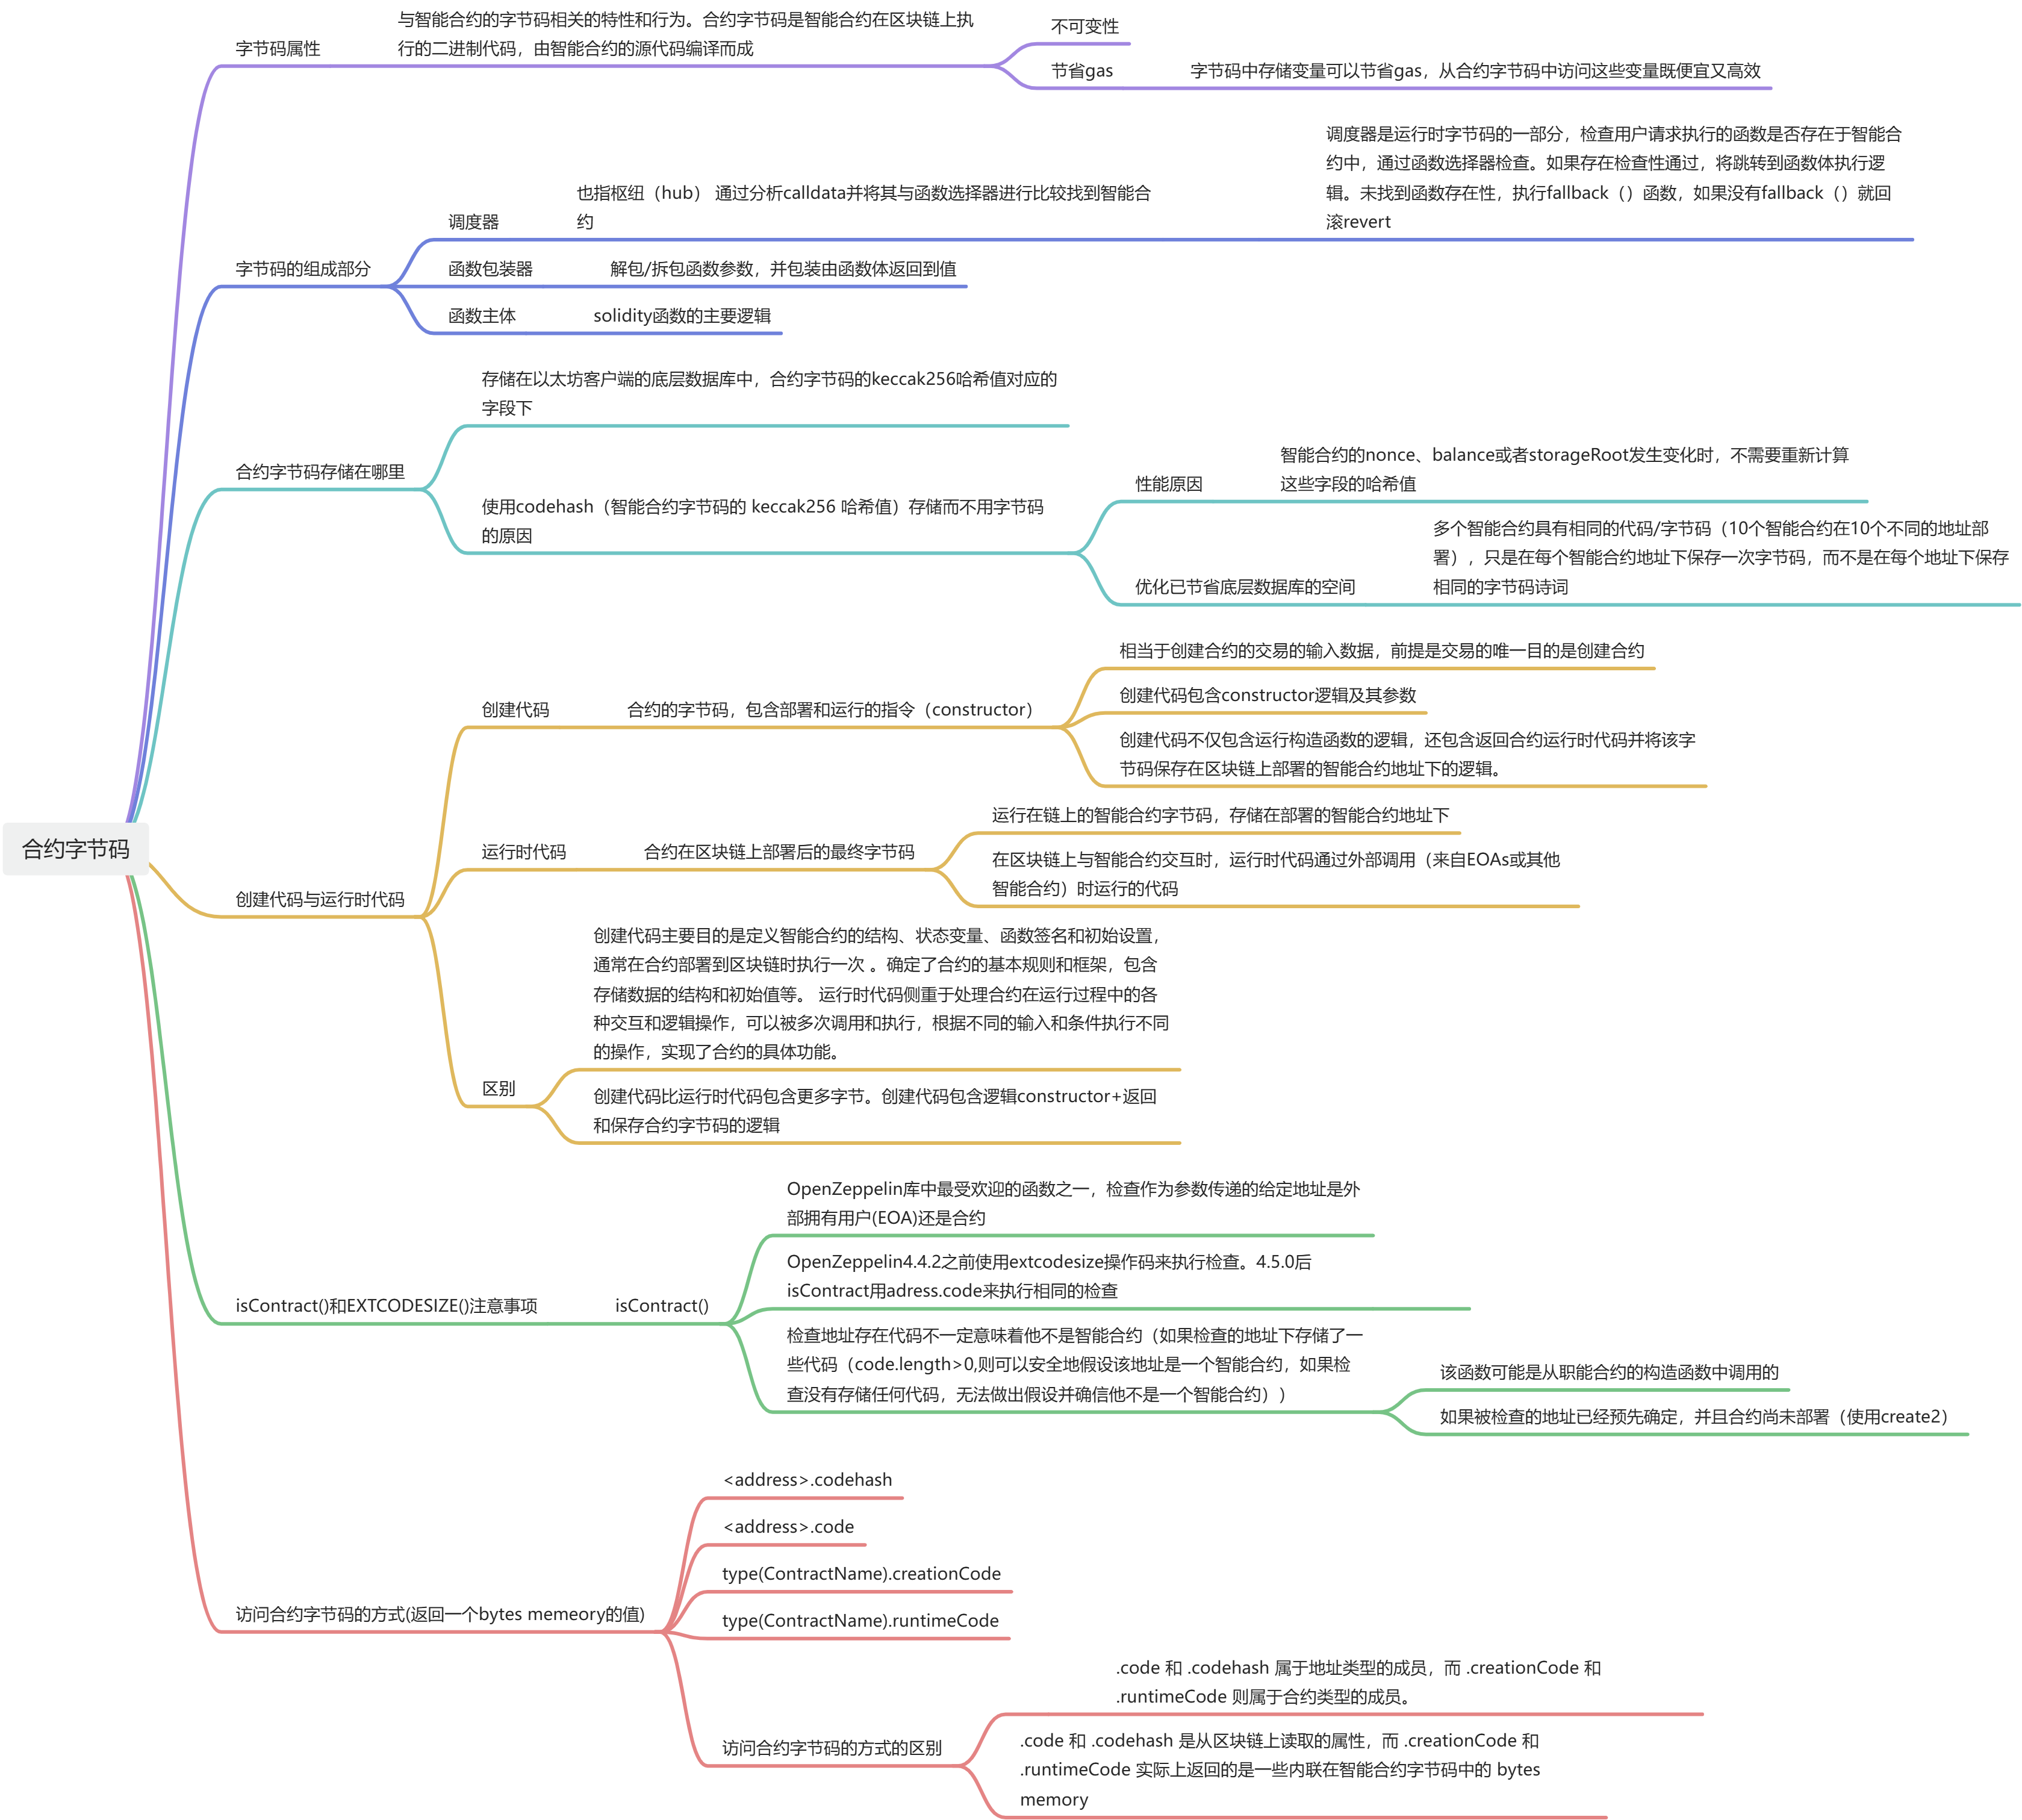 合约字节码
字节码属性
与智能合约的字节码相关的特性和行为。合约字节码是智能合约在区块链上执
行的二进制代码，由智能合约的源代码编译而成
不可变性
节省gas
字节码中存储变量可以节省gas，从合约字节码中访问这些变量既便宜又高效
字节码的组成部分
调度器
也指枢纽（hub） 通过分析calldata并将其与函数选择器进行比较找到智能合
约
调度器是运行时字节码的一部分，检查用户请求执行的函数是否存在于智能合
约中，通过函数选择器检查。如果存在检查性通过，将跳转到函数体执行逻
辑。未找到函数存在性，执行fallback（）函数，如果没有fallback（）就回
滚revert
函数包装器
解包/拆包函数参数，并包装由函数体返回到值
函数主体
solidity函数的主要逻辑
合约字节码存储在哪里
存储在以太坊客户端的底层数据库中，合约字节码的keccak256哈希值对应的
字段下
使用codehash（智能合约字节码的 keccak256 哈希值）存储而不用字节码
的原因
性能原因
智能合约的nonce、balance或者storageRoot发生变化时，不需要重新计算
这些字段的哈希值
优化已节省底层数据库的空间
多个智能合约具有相同的代码/字节码（10个智能合约在10个不同的地址部
署），只是在每个智能合约地址下保存一次字节码，而不是在每个地址下保存
相同的字节码诗词
创建代码与运行时代码
创建代码
合约的字节码，包含部署和运行的指令（constructor）
相当于创建合约的交易的输入数据，前提是交易的唯一目的是创建合约
创建代码包含constructor逻辑及其参数
创建代码不仅包含运行构造函数的逻辑，还包含返回合约运行时代码并将该字
节码保存在区块链上部署的智能合约地址下的逻辑。
运行时代码
合约在区块链上部署后的最终字节码
运行在链上的智能合约字节码，存储在部署的智能合约地址下
在区块链上与智能合约交互时，运行时代码通过外部调用（来自EOAs或其他
智能合约）时运行的代码
区别
创建代码主要目的是定义智能合约的结构、状态变量、函数签名和初始设置，
通常在合约部署到区块链时执行一次 。确定了合约的基本规则和框架，包含
存储数据的结构和初始值等。 运行时代码侧重于处理合约在运行过程中的各
种交互和逻辑操作，可以被多次调用和执行，根据不同的输入和条件执行不同
的操作，实现了合约的具体功能。
创建代码比运行时代码包含更多字节。创建代码包含逻辑constructor+返回
和保存合约字节码的逻辑
isContract()和EXTCODESIZE()注意事项
isContract()
OpenZeppelin库中最受欢迎的函数之一，检查作为参数传递的给定地址是外
部拥有用户(EOA)还是合约
OpenZeppelin4.4.2之前使用extcodesize操作码来执行检查。4.5.0后
isContract用adress.code来执行相同的检查
检查地址存在代码不一定意味着他不是智能合约（如果检查的地址下存储了一
些代码（code.length>0,则可以安全地假设该地址是一个智能合约，如果检
查没有存储任何代码，无法做出假设并确信他不是一个智能合约））
该函数可能是从职能合约的构造函数中调用的
如果被检查的地址已经预先确定，并且合约尚未部署（使用create2）
访问合约字节码的方式(返回一个bytes memeory的值)
<address>.codehash
<address>.code
type(ContractName).creationCode
type(ContractName).runtimeCode
访问合约字节码的方式的区别
.code 和 .codehash 属于地址类型的成员，而 .creationCode 和
.runtimeCode 则属于合约类型的成员。
.code 和 .codehash 是从区块链上读取的属性，而 .creationCode 和
.runtimeCode 实际上返回的是一些内联在智能合约字节码中的 bytes
memory